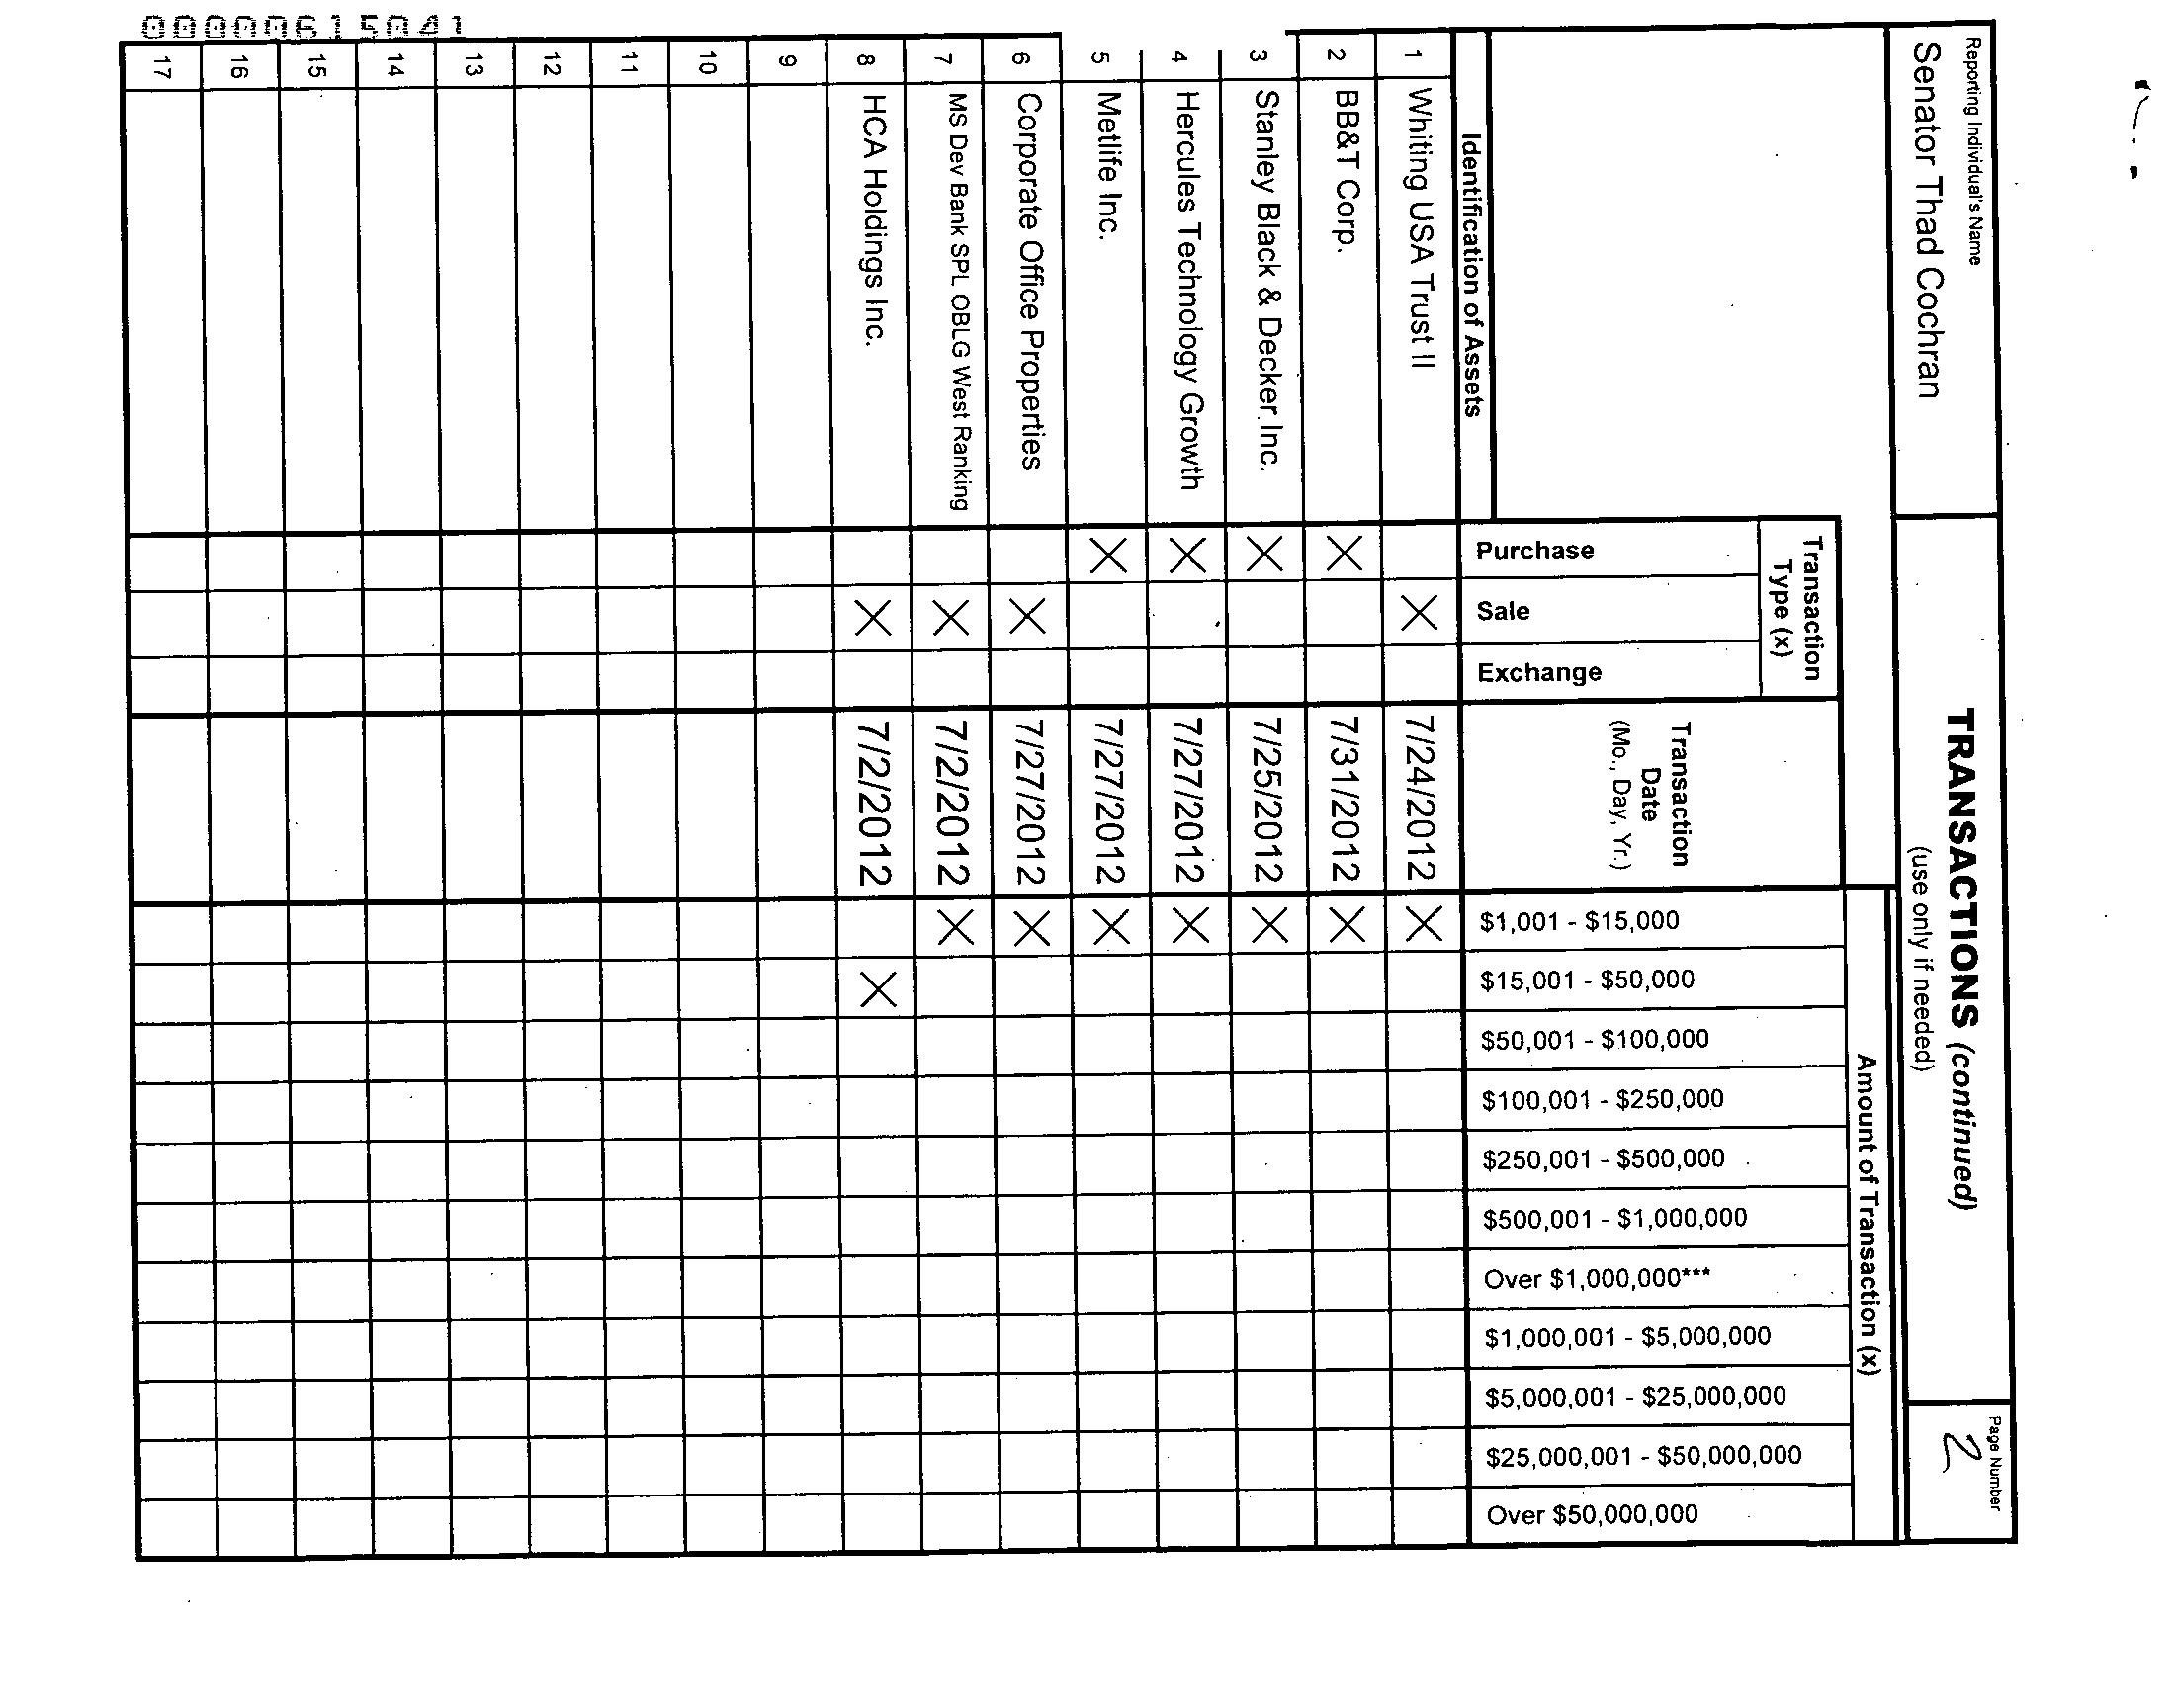 Reporting Individual's Name
Senator Thad Cochran
TRANSACTIONS (continued)
(use only if needed)
Page Number
2
Identification of Assets
Transaction
Type (x)
Purchase
Sale
Exchange
Transaction
Date
(Mo., Day, Yr.)
Amount of Transaction (x)
$1,001 - $15,000
$15,001 - $50,000
$50,001 - $100,000
$100,001 - $250,000
$250,001 - $500,000
$500,001 - $1,000,000
Over $1,000,000***
$1,000,001 - $5,000,000
$5,000,001 - $25,000,000
$25,000,001 - $50,000,000
Over $50,000,000
1 Whiting USA Trust II X 7/24/2012 X
2 BB&T Corp. X 7/31/2012 X
3 Stanley Black & Decker Inc. X 7/25/2012 X
4 Hercules Technology Growth X 7/27/2012 X
5 Metlife Inc. X 7/27/2012 X
6 Corporate Office Properties X 7/27/2012 X
7 MS Dev Bank SPL OBLG West Ranking X 7/2/2012 X
8 HCA Holdings Inc. X 7/2/2012 X
9
10
11
12
13
14
15
16
17
00000615041